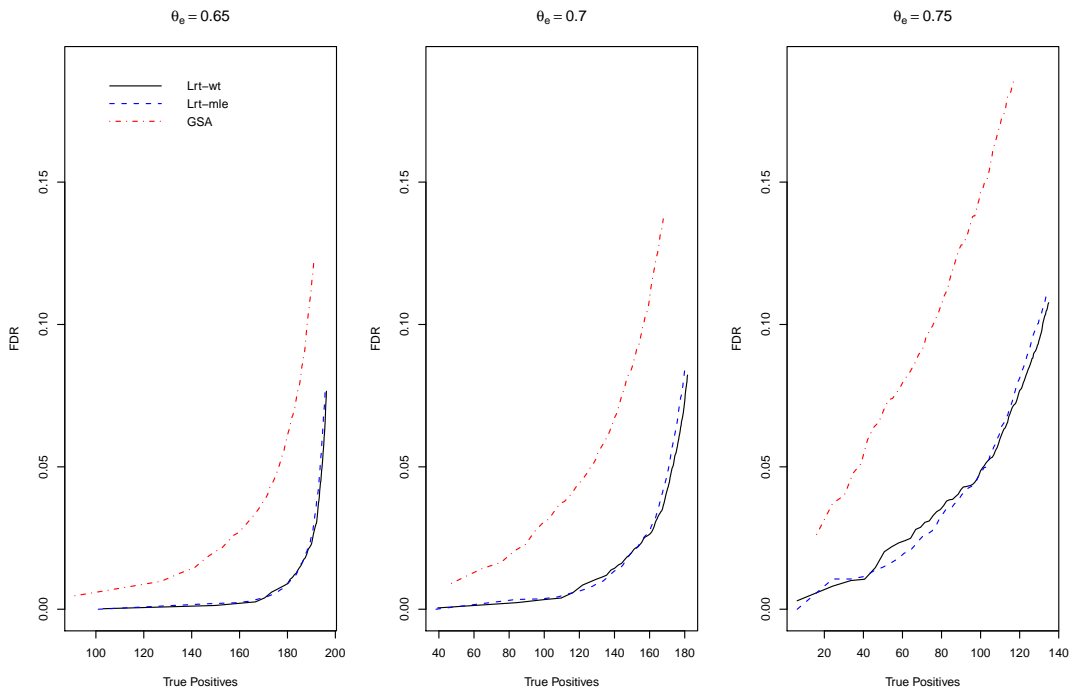 θe = 0.65
Lrt−wt
Lrt−mle
GSA
FDR
0.00
0.05
0.10
0.15
100 120 140 160 180 200
True Positives
θe = 0.7
FDR
0.00
0.05
0.10
0.15
40 60 80 100 120 140 160 180
True Positives
θe = 0.75
FDR
0.00
0.05
0.10
0.15
20 40 60 80 100 120 140
True Positives